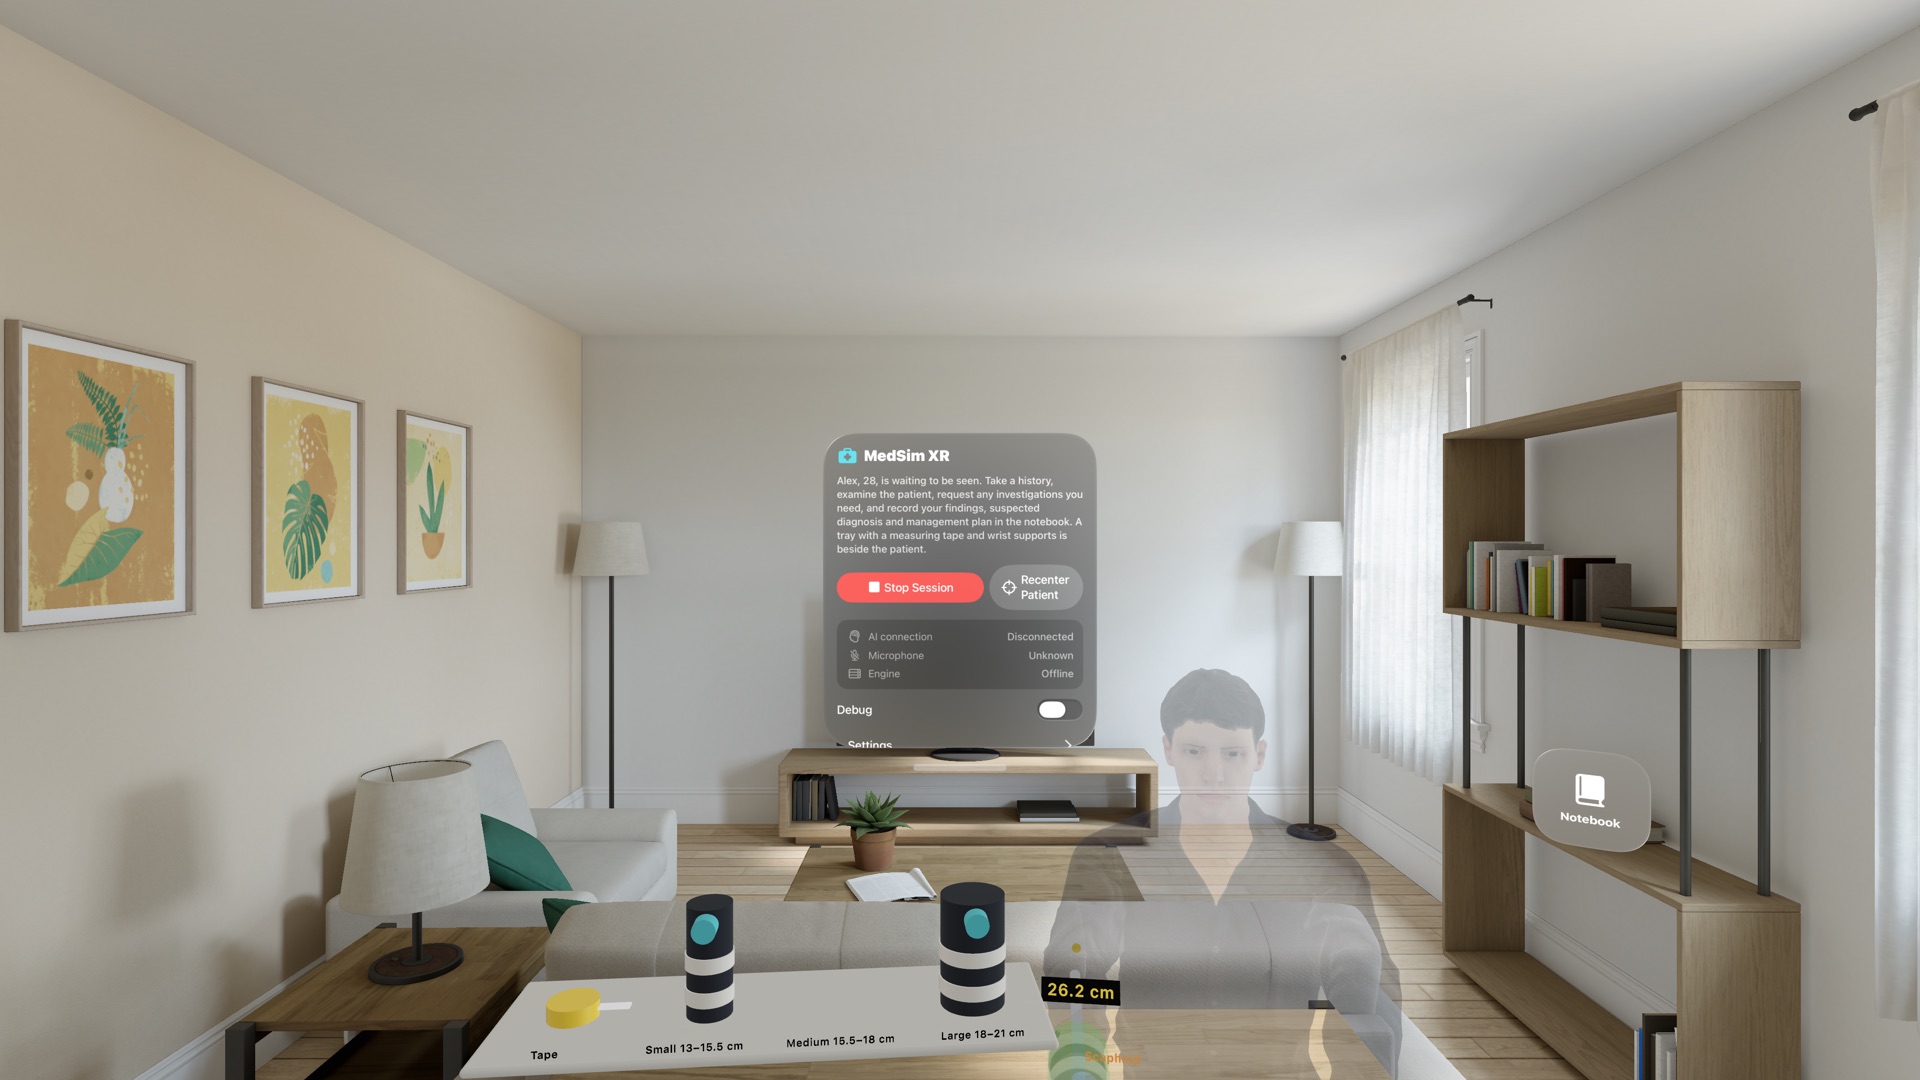 MedSim XR
Alex, 28, is waiting to be seen. Take a history,
examine the patient, request any investigations you
need, and record your findings, suspected
diagnosis and management plan in the notebook. A
tray with a measuring tape and wrist supports is
beside the patient.
Stop Session
Recenter
Patient
AI connection Disconnected
Microphone Unknown
Engine Offline
Debug
Settings
Notebook
26.2 cm
Tape
Small 13–15.5 cm
Medium 15.5–18 cm
Large 18–21 cm